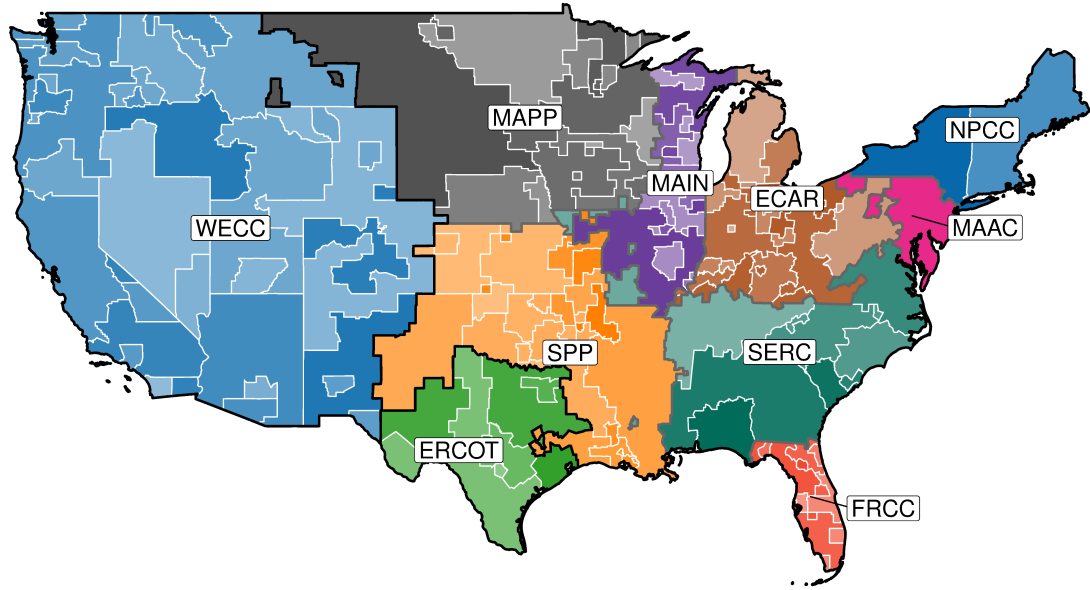 MAPP
NPCC
MAIN
ECAR
WECC
MAAC
SPP
SERC
ERCOT
FRCC